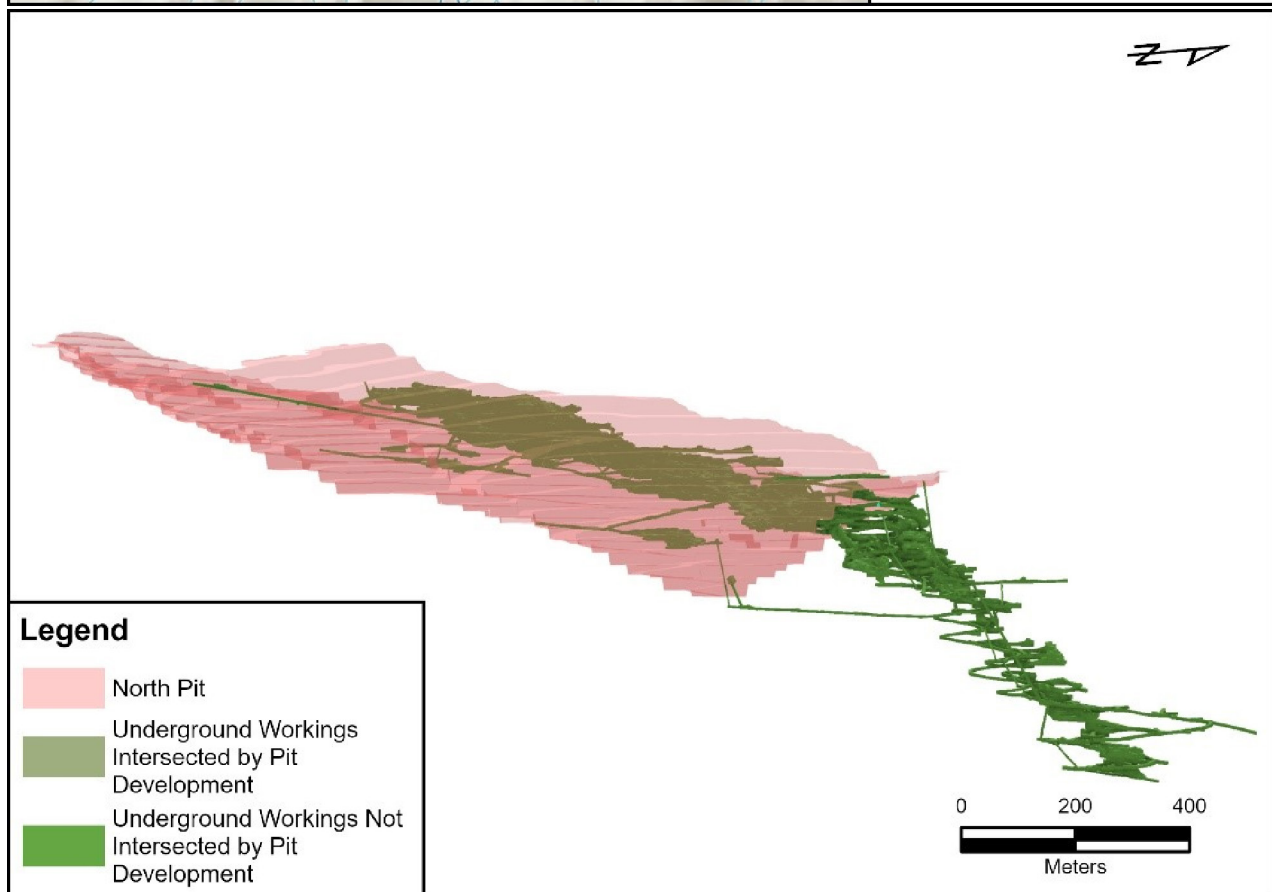 N
Legend
North Pit
Underground Workings
Intersected by Pit
Development
Underground Workings Not
Intersected by Pit
Development
0 200 400
Meters